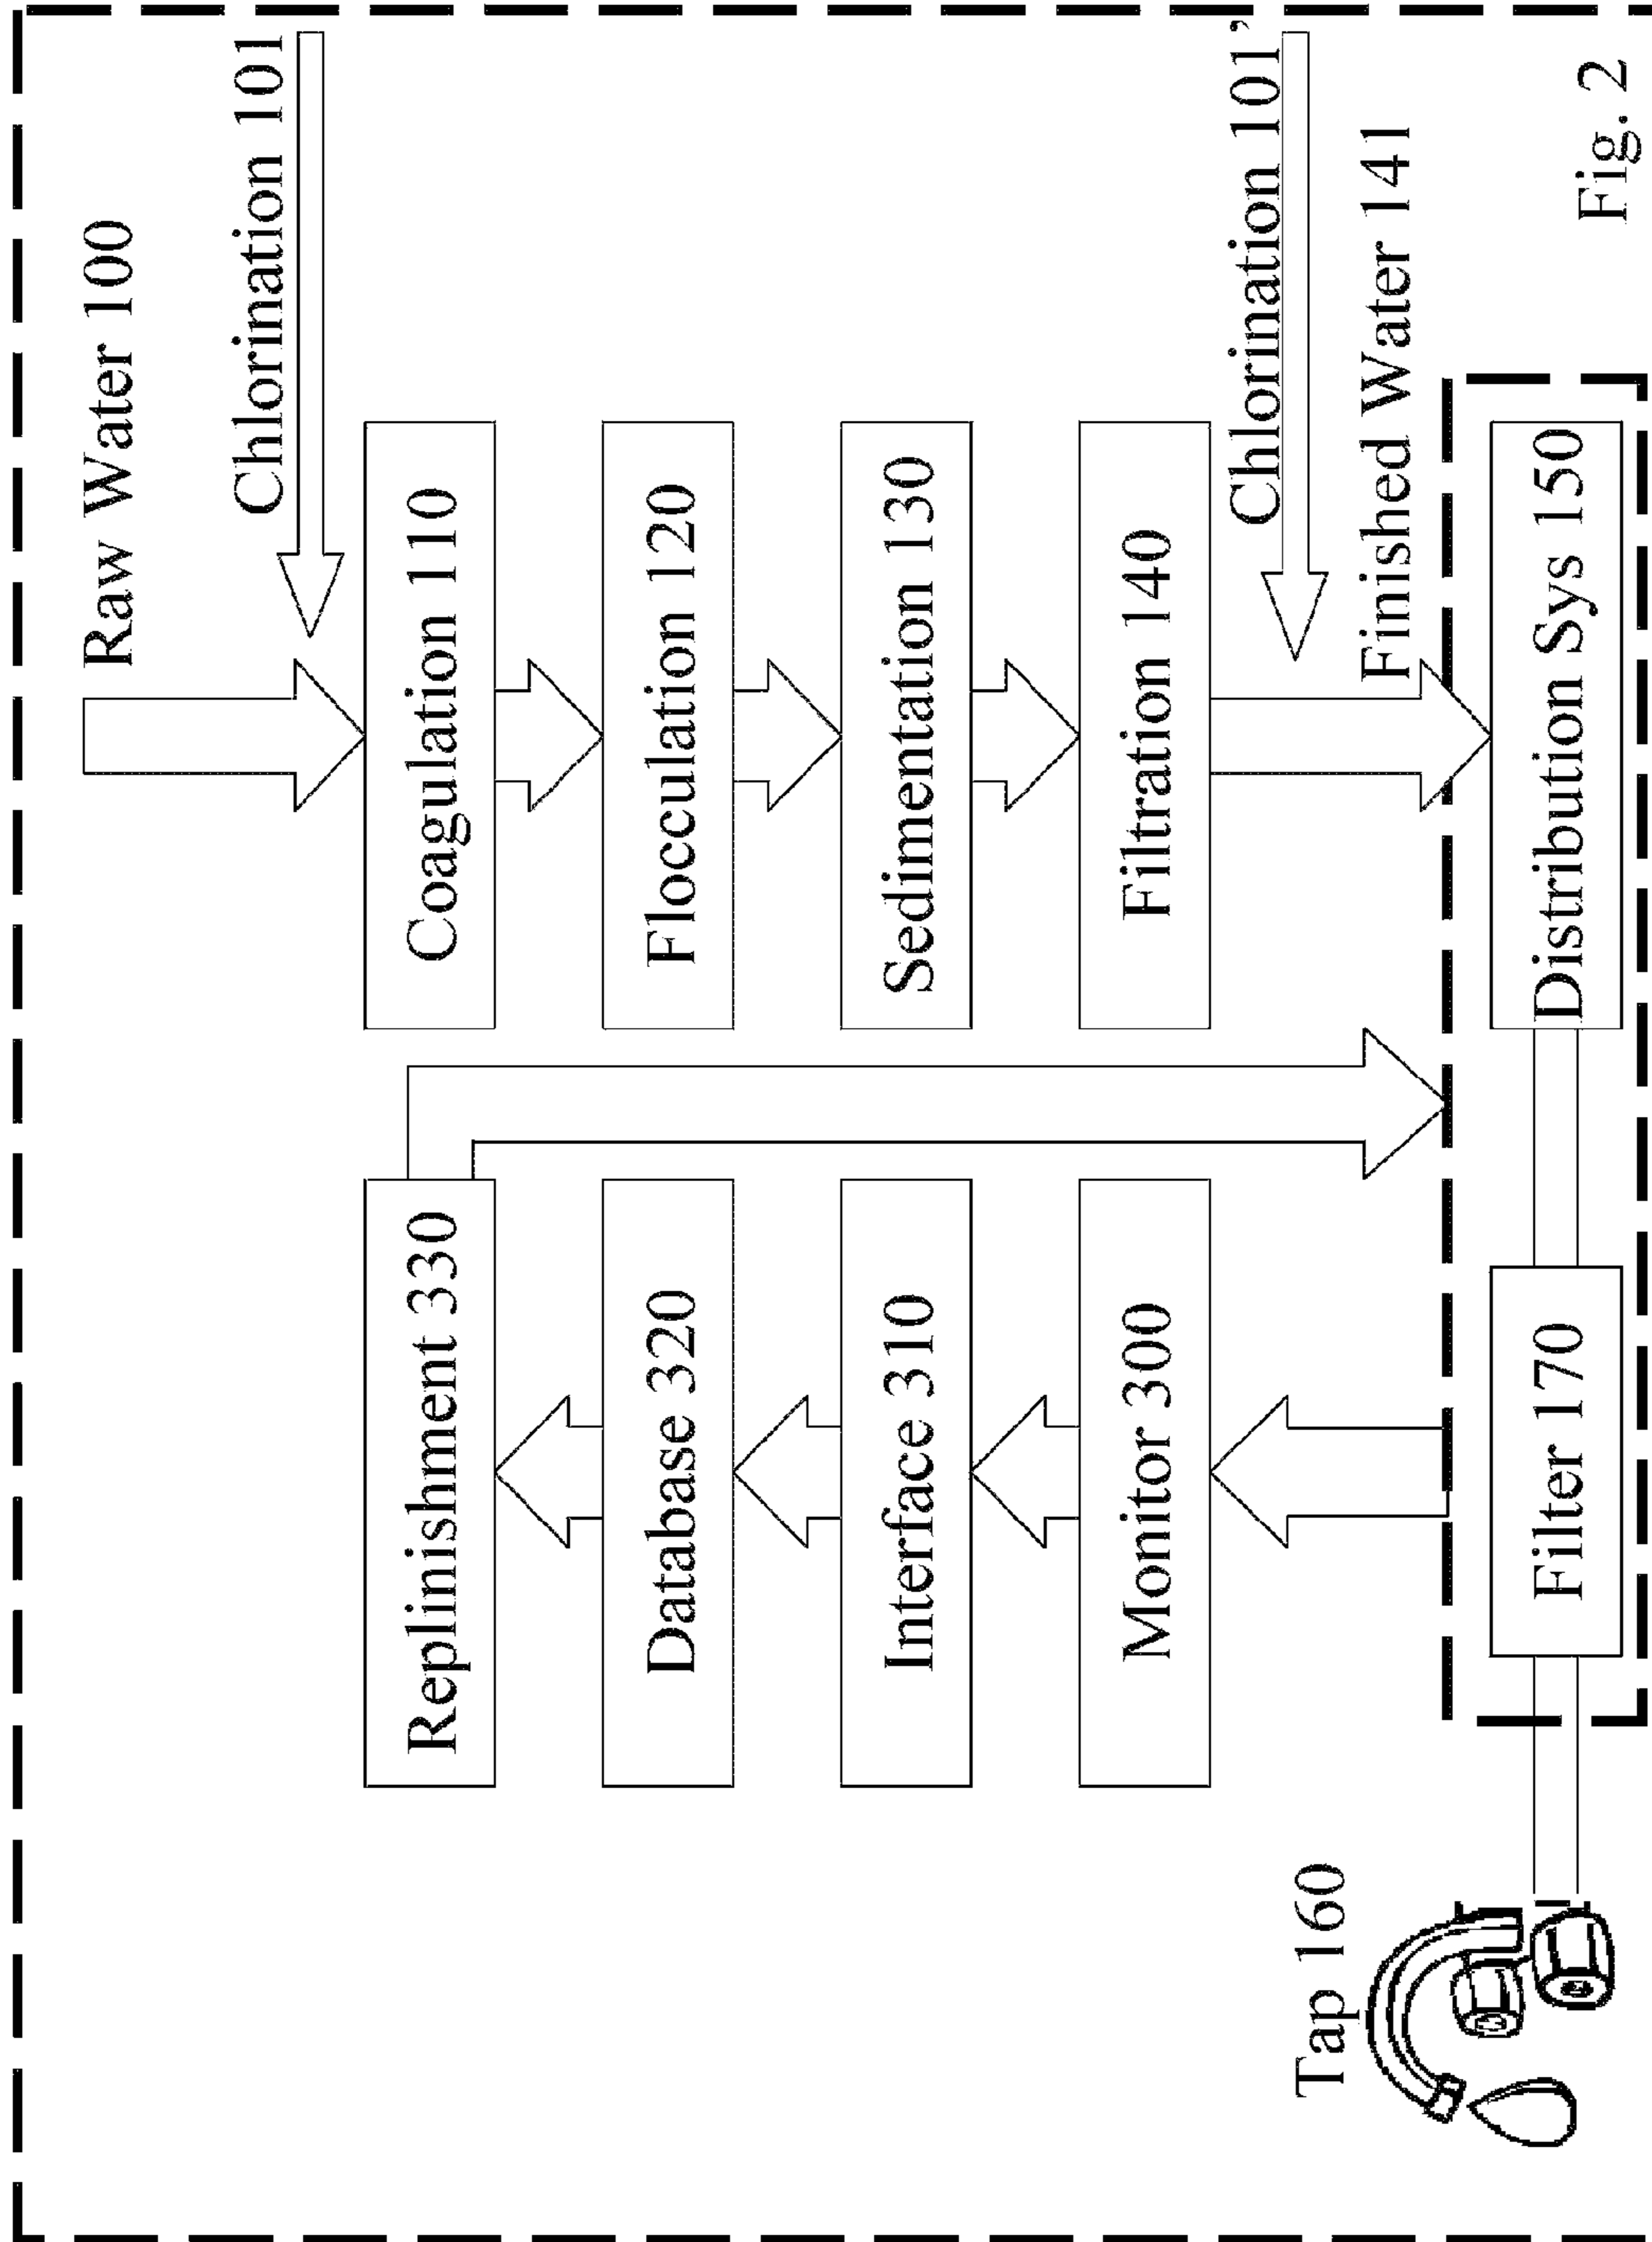 Raw Water 100
Chlorination 101
Coagulation 110
Flocculation 120
Sedimentation 130
Filtration 140
Chlorination 101’
Finished Water 141
Distribution Sys 150
Replinishment 330
Database 320
Interface 310
Monitor 300
Filter 170
Tap 160
Fig. 2